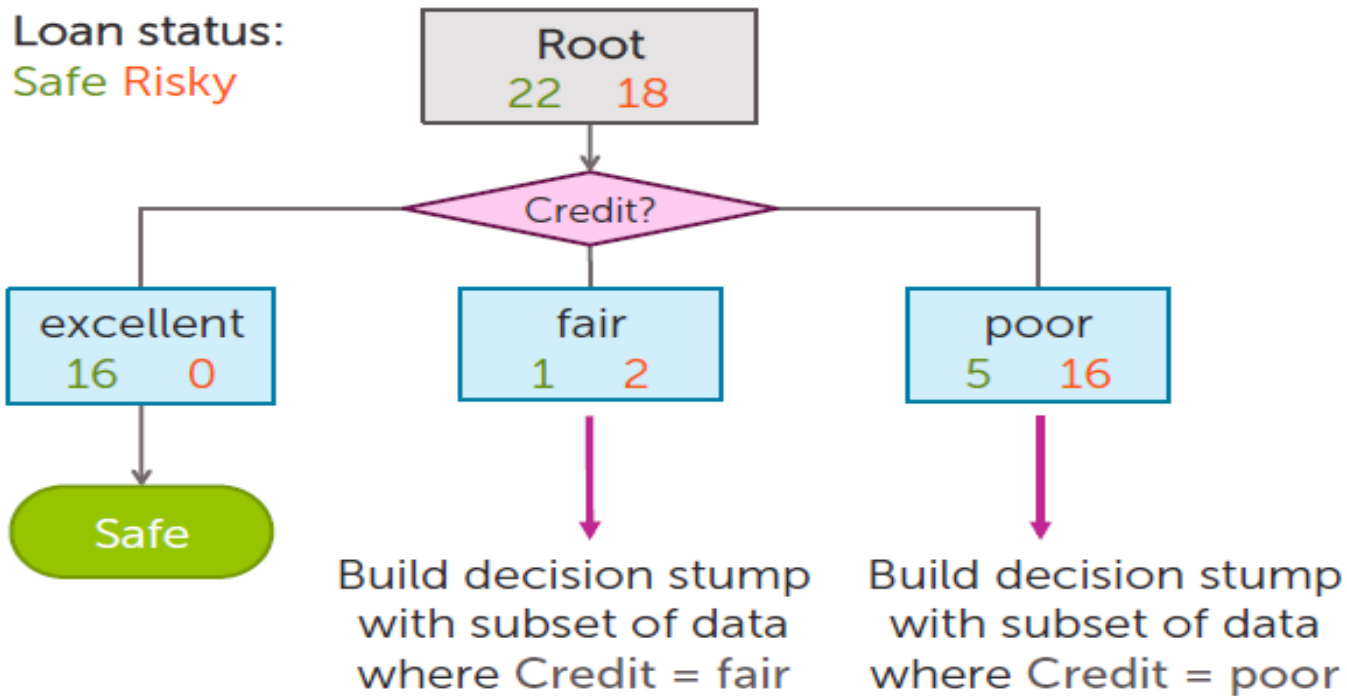 Loan status:
Safe Risky
Root
22 18
Credit?
excellent
16 0
fair
1 2
poor
5 16
Safe
Build decision stump
with subset of data
where Credit = fair
Build decision stump
with subset of data
where Credit = poor